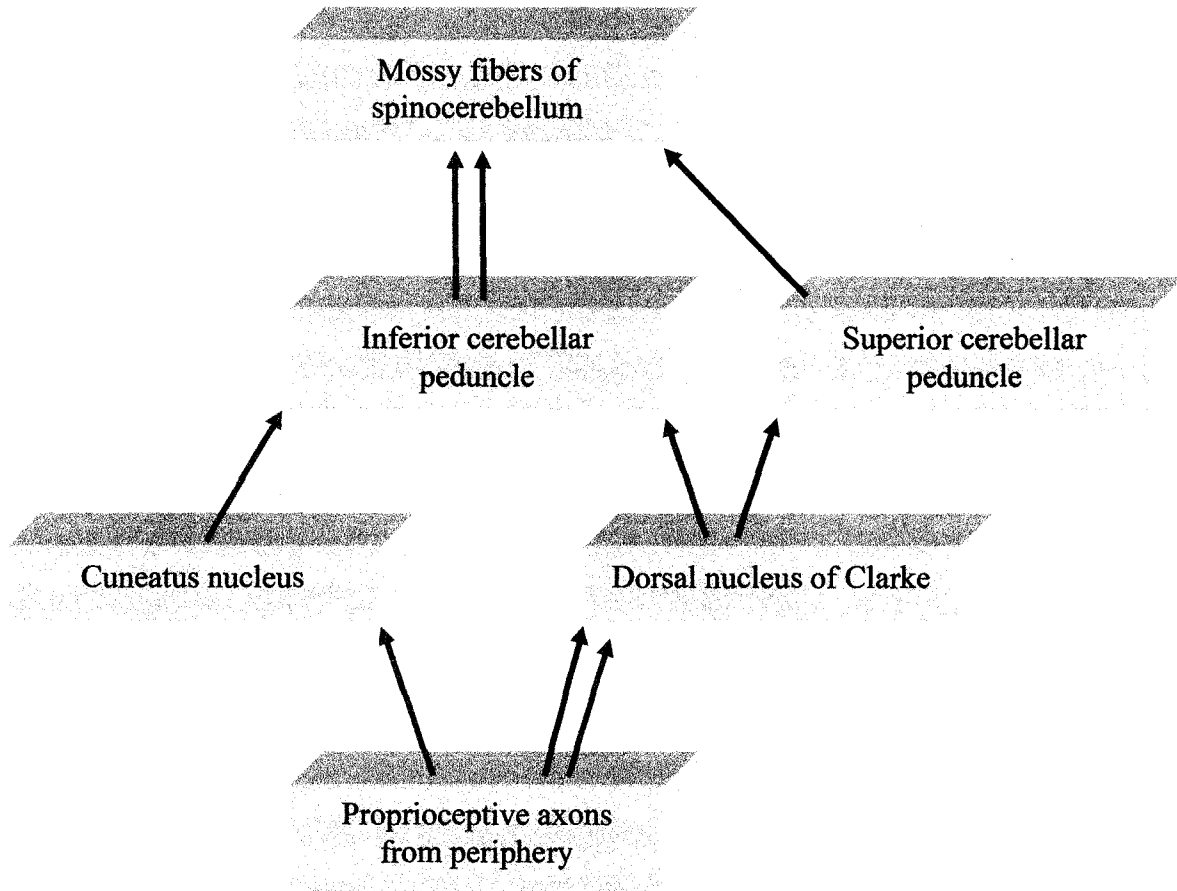 Mossy fibers of
spinocerebellum
Inferior cerebellar
peduncle
Superior cerebellar
peduncle
Cuneatus nucleus
Dorsal nucleus of Clarke
Proprioceptive axons
from periphery